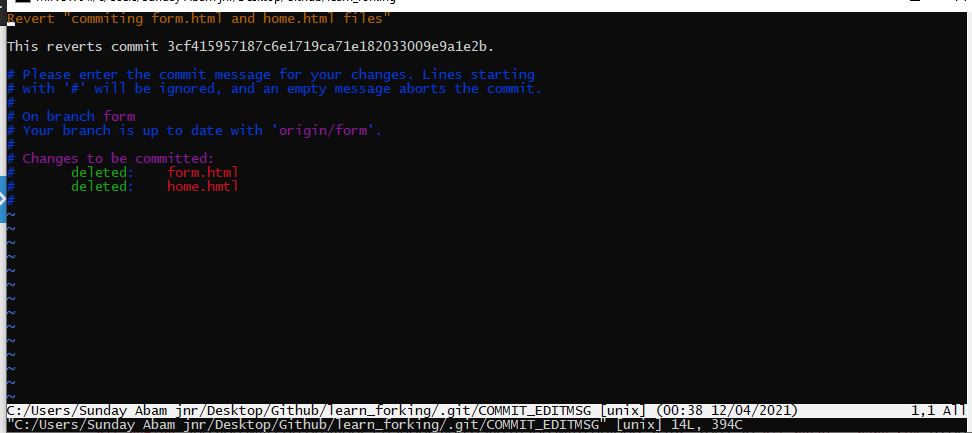 Revert "commiting form.html and home.html files"
This reverts commit 3cf415957187c6e1719ca71e182033009e9a1e2b.
# Please enter the commit message for your changes. Lines starting
# with '#' will be ignored, and an empty message aborts the commit.
#
# On branch form
# Your branch is up to date with 'origin/form'.
#
# Changes to be committed:
#       deleted:    form.html
#       deleted:    home.hmtl
#
~
~
~
~
~
~
~
~
~
~
~
~
~
~
C:/Users/Sunday Abam jnr/Desktop/Github/learn_forking/.git/COMMIT_EDITMSG [unix] (00:38 12/04/2021) 1,1 All
"C:/Users/Sunday Abam jnr/Desktop/Github/learn_forking/.git/COMMIT_EDITMSG" [unix] 14L, 394C